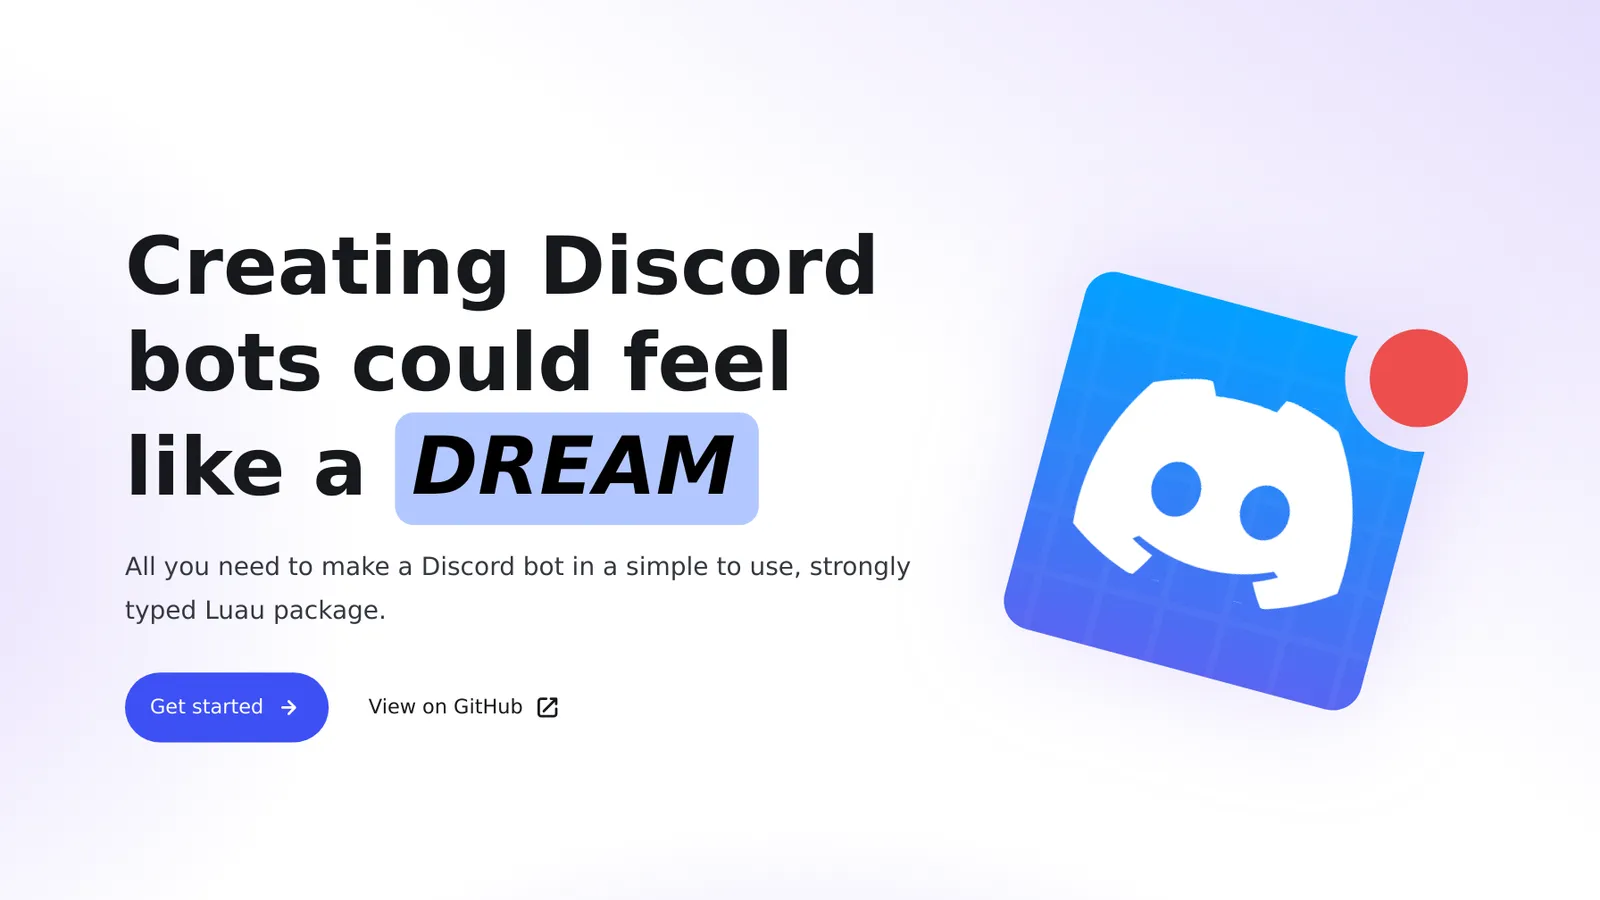 Creating Discord
bots could feel
like a DREAM
All you need to make a Discord bot in a simple to use, strongly
typed Luau package.
Get started
View on GitHub